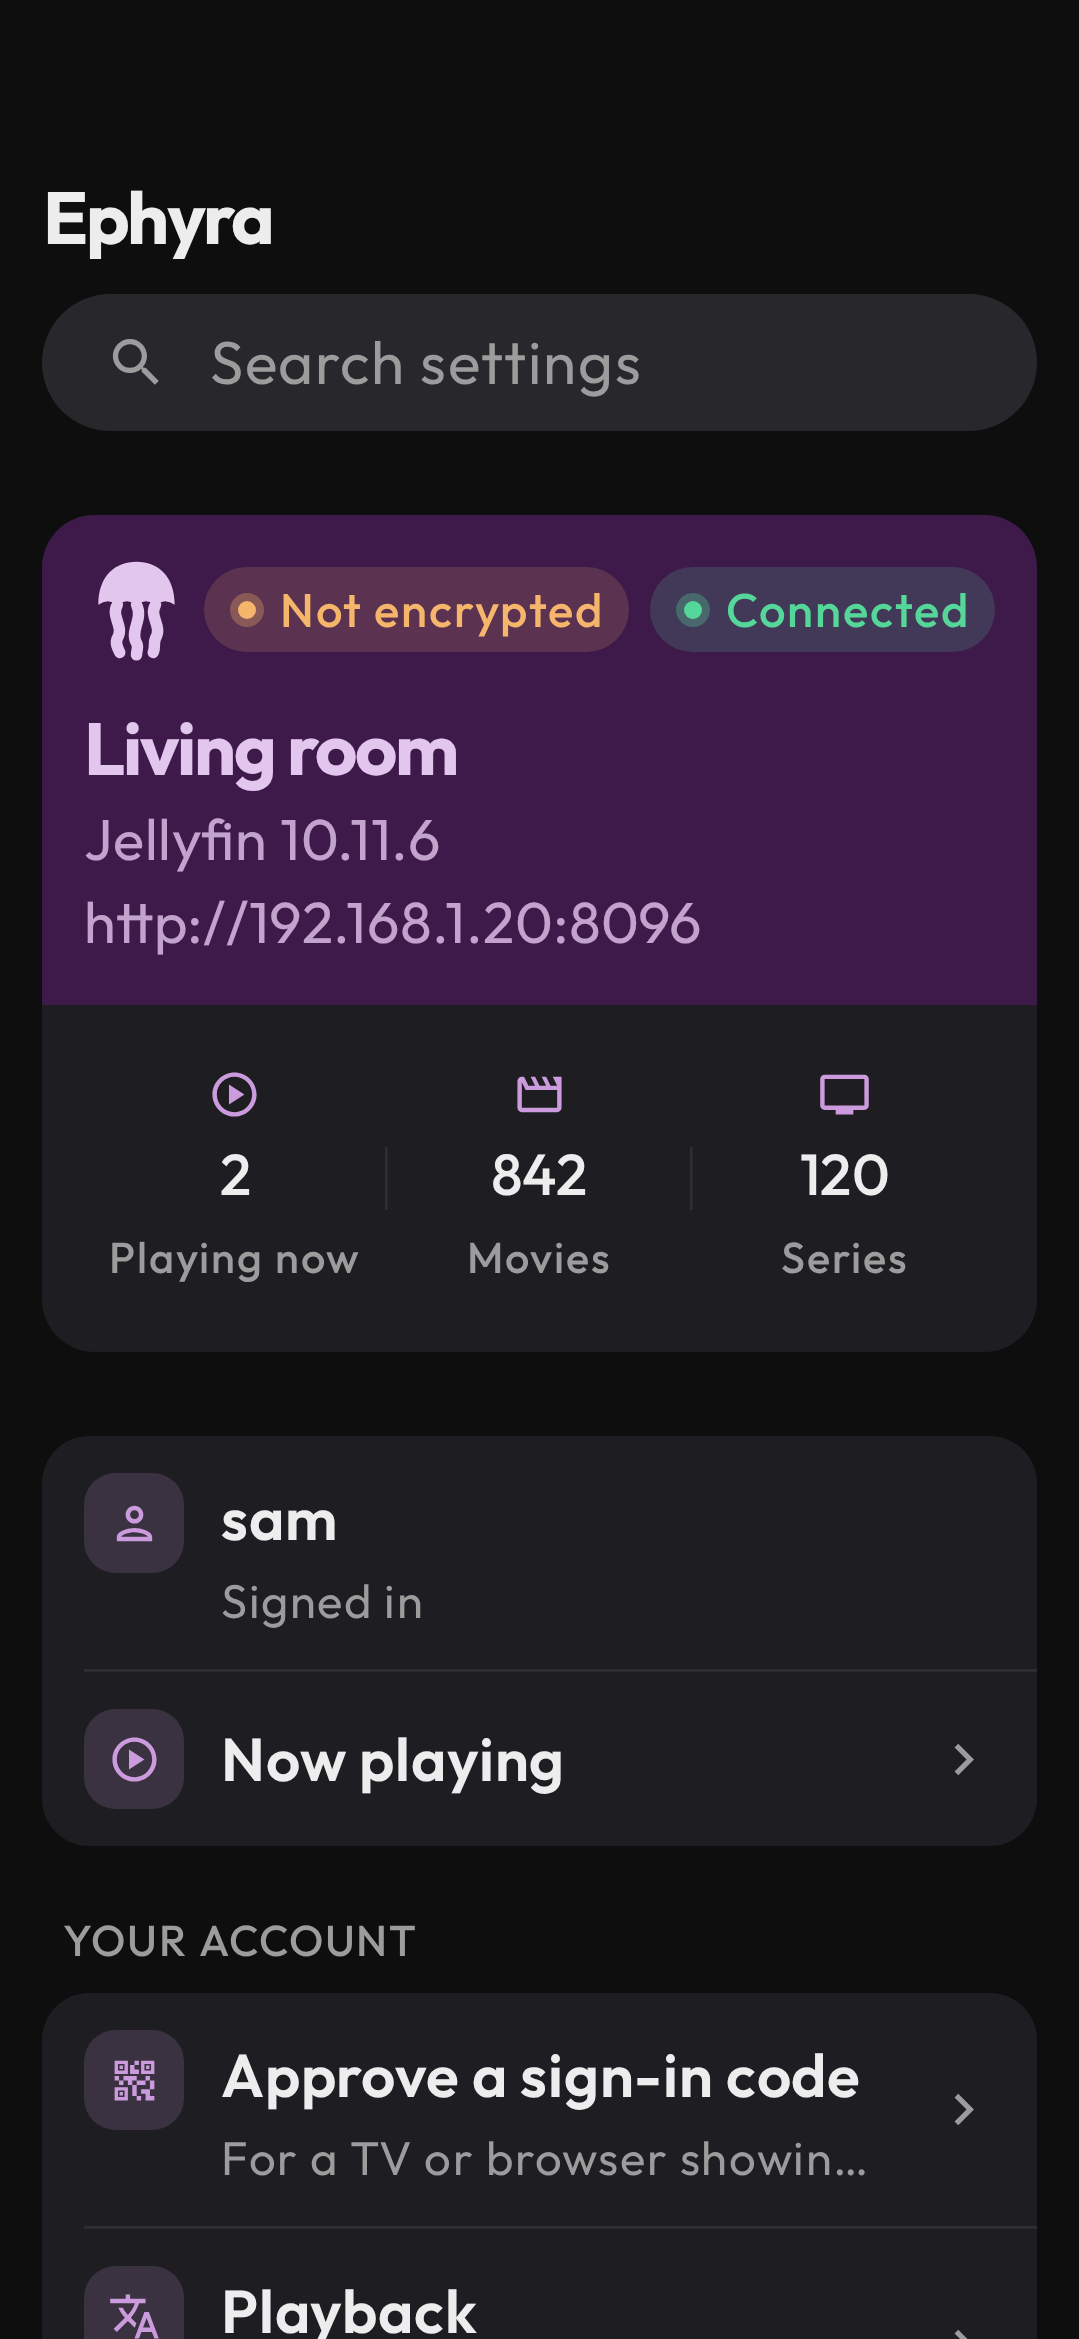 Ephyra
Search settings
Not encrypted
Connected
Living room
Jellyfin 10.11.6
http://192.168.1.20:8096
2
842
120
Playing now
Movies
Series
sam
Signed in
Now playing
YOUR ACCOUNT
Approve a sign-in code
For a TV or browser showin...
Playback